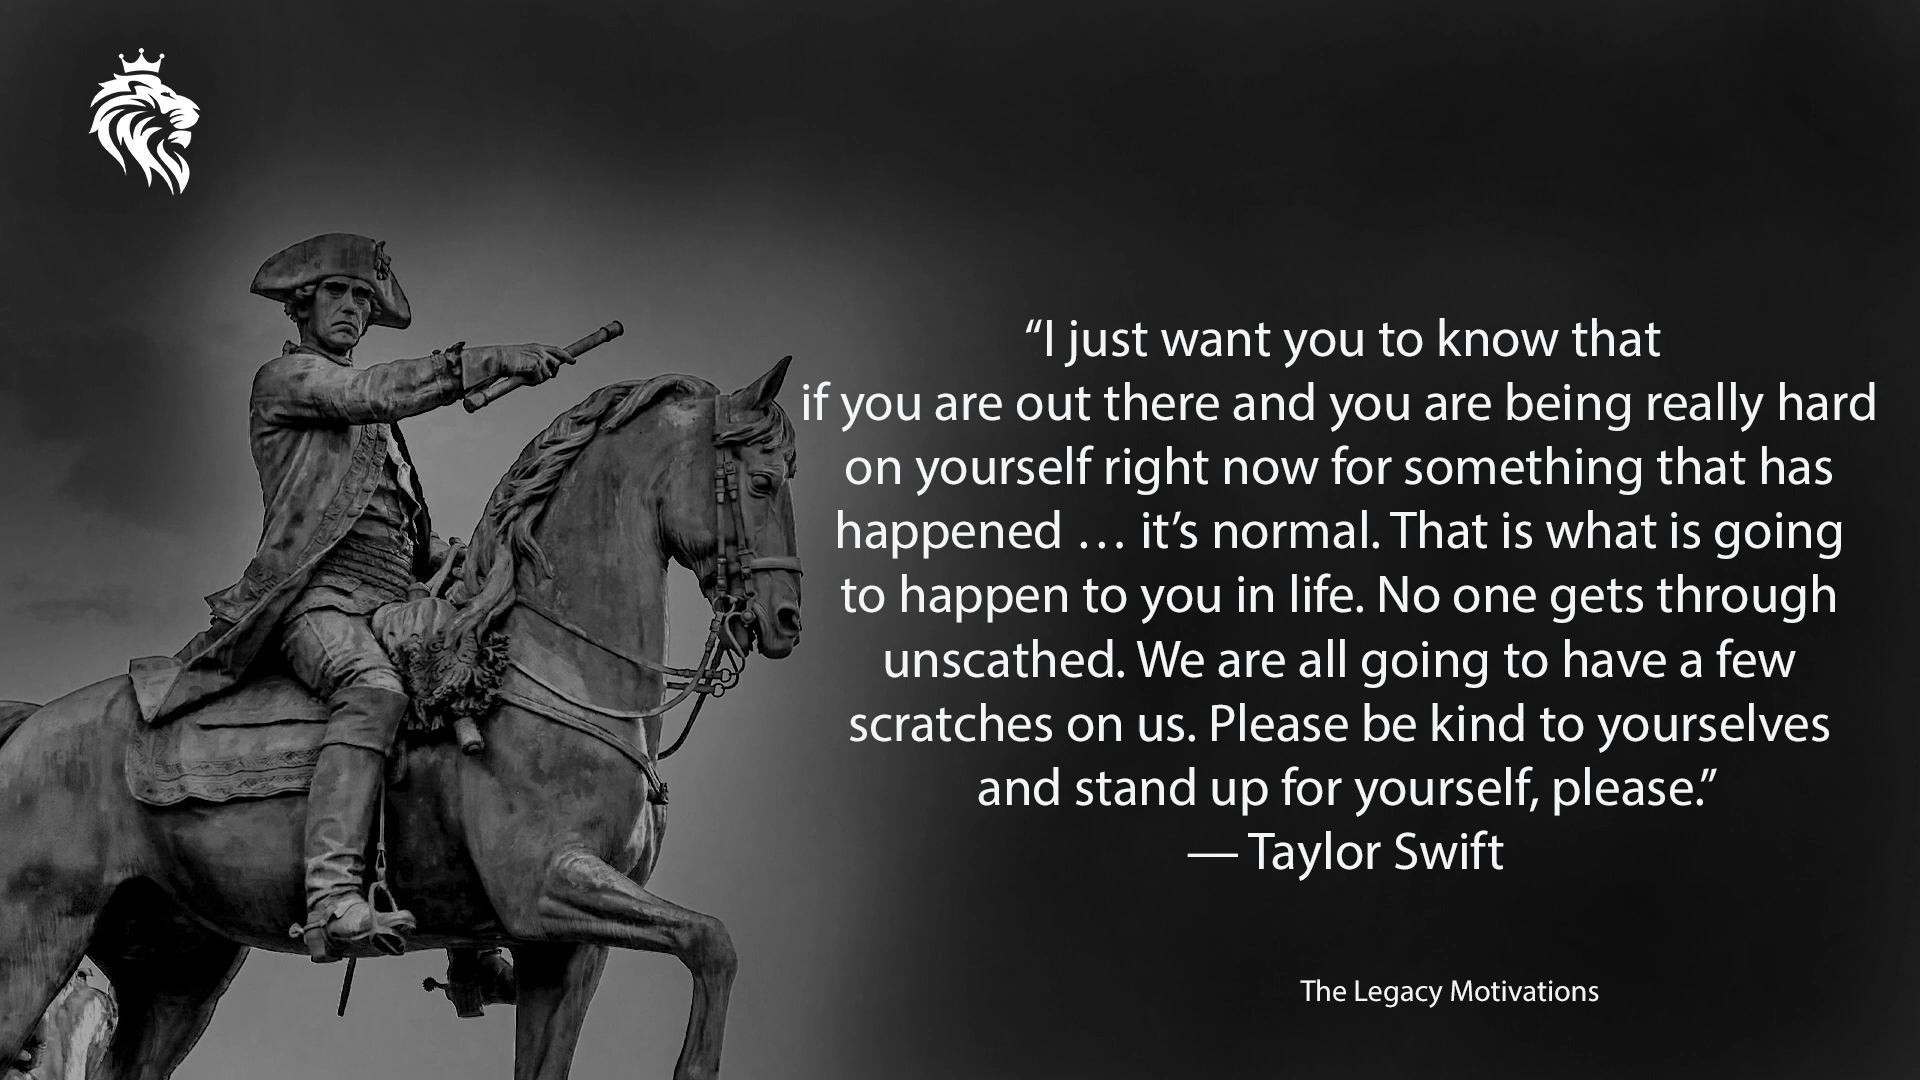 “I just want you to know that
if you are out there and you are being really hard
on yourself right now for something that has
happened … it’s normal. That is what is going
to happen to you in life. No one gets through
unscathed. We are all going to have a few
scratches on us. Please be kind to yourselves
and stand up for yourself, please.”
— Taylor Swift
The Legacy Motivations